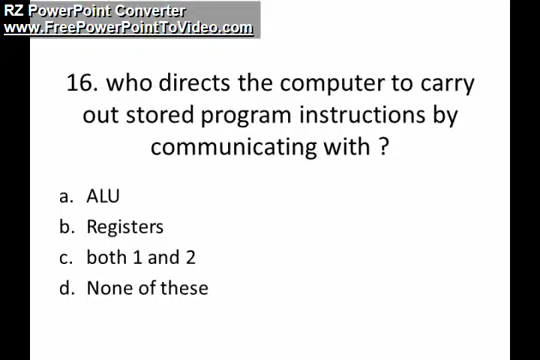 RZ PowerPoint Converter
www.FreePowerPointToVideo.com
16. who directs the computer to carry
out stored program instructions by
communicating with ?
a. ALU
b. Registers
c. both 1 and 2
d. None of these